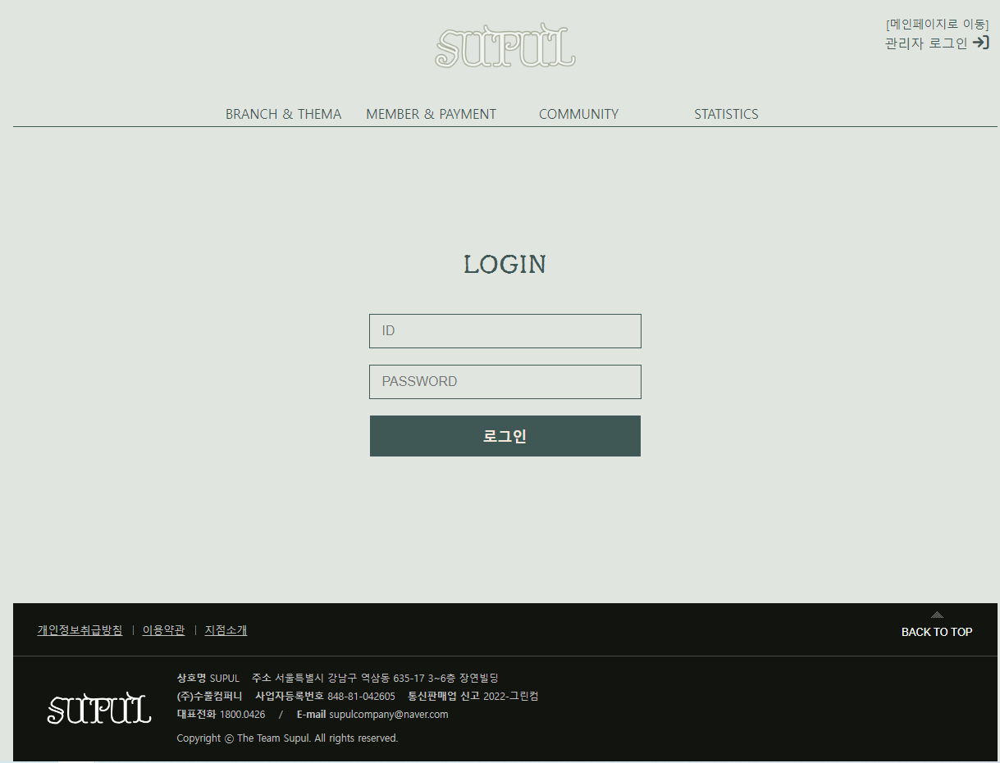 [메인페이지로 이동]
SUPUL
관리자 로그인
BRANCH & THEMA MEMBER & PAYMENT COMMUNITY STATISTICS
LOGIN
ID
PASSWORD
로그인
개인정보취급방침 | 이용약관 | 지점소개
BACK TO TOP
상호명 SUPUL 주소 서울특별시 강남구 역삼동 635-17 3~6층 장연빌딩
(주)수풀컴퍼니 사업자등록번호 848-81-042605 통신판매업 신고 2022-그린컴
SUPUL
대표전화 1800.0426 / E-mail supulcompany@naver.com
Copyright ⓒ The Team Supul. All rights reserved.